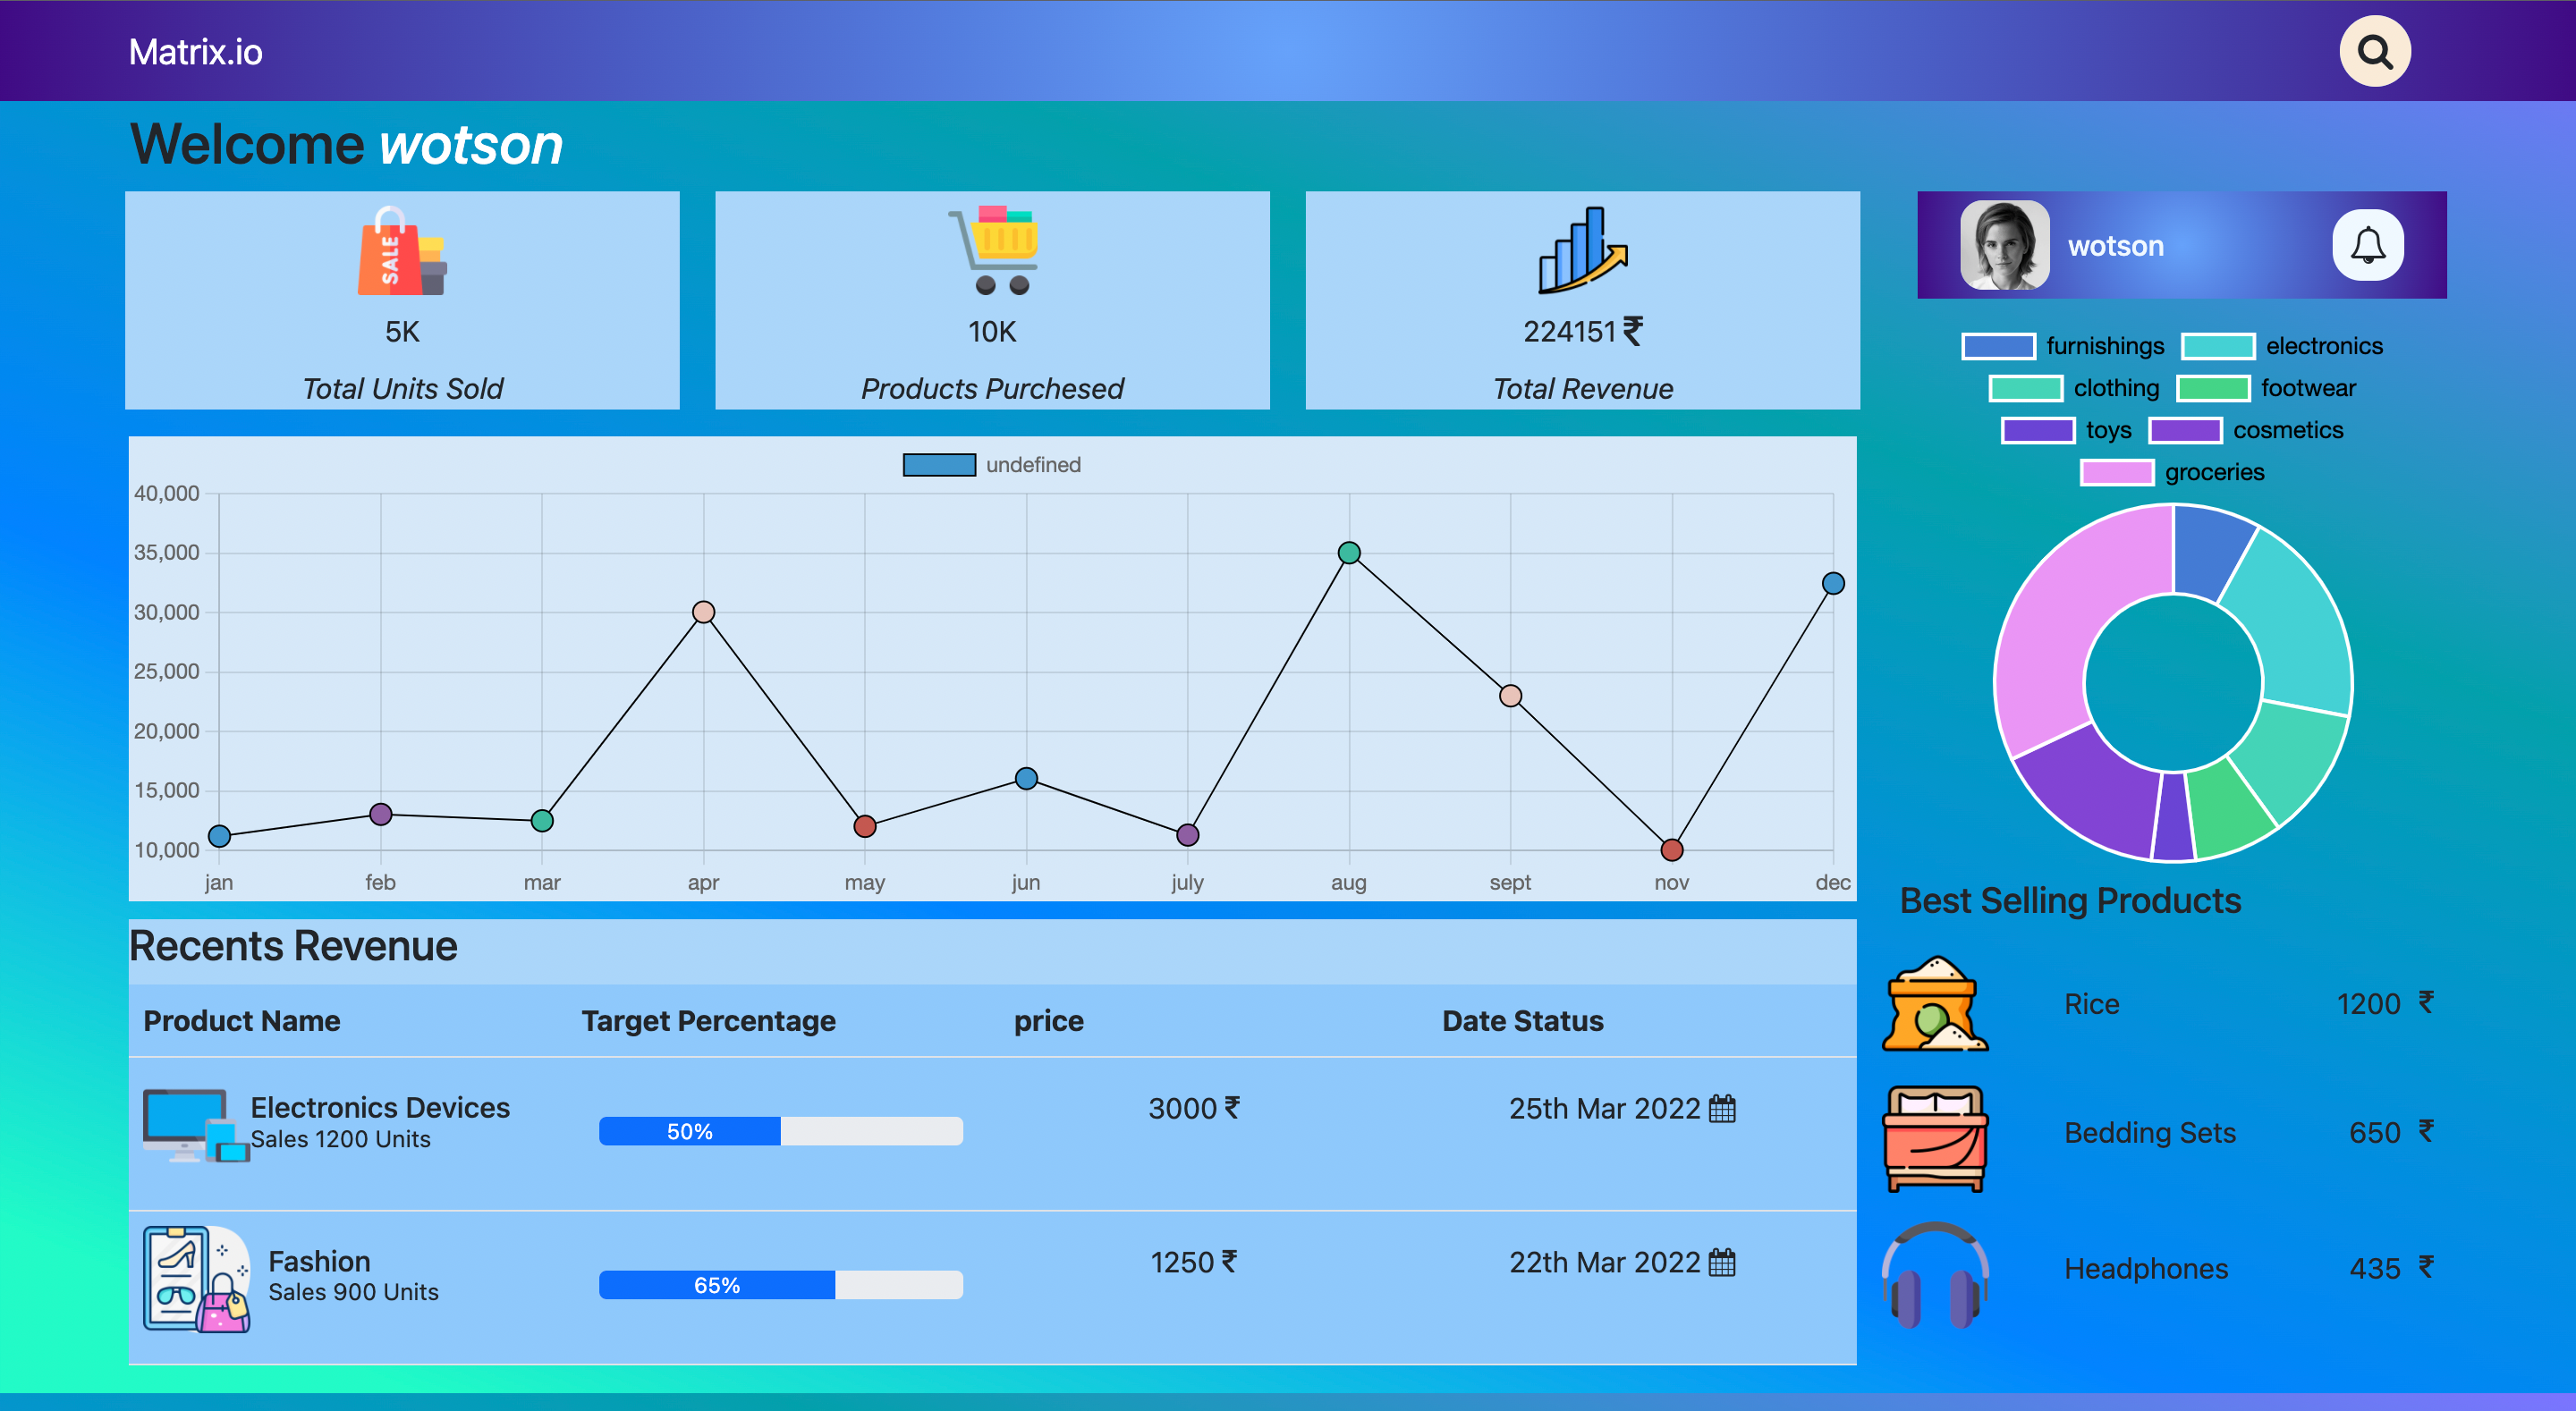 Matrix.io
Welcome wotson
SALE
5K
Total Units Sold
10K
Products Purchesed
224151 ₹
Total Revenue
wotson
furnishings electronics
clothing footwear
toys cosmetics
groceries
undefined
40,000
35,000
30,000
25,000
20,000
15,000
10,000
jan feb mar apr may jun july aug sept nov dec
Recents Revenue
Product Name Target Percentage price Date Status
Electronics Devices
Sales 1200 Units
50%
3000 ₹
25th Mar 2022
Fashion
Sales 900 Units
65%
1250 ₹
22th Mar 2022
Best Selling Products
Rice 1200 ₹
Bedding Sets 650 ₹
Headphones 435 ₹